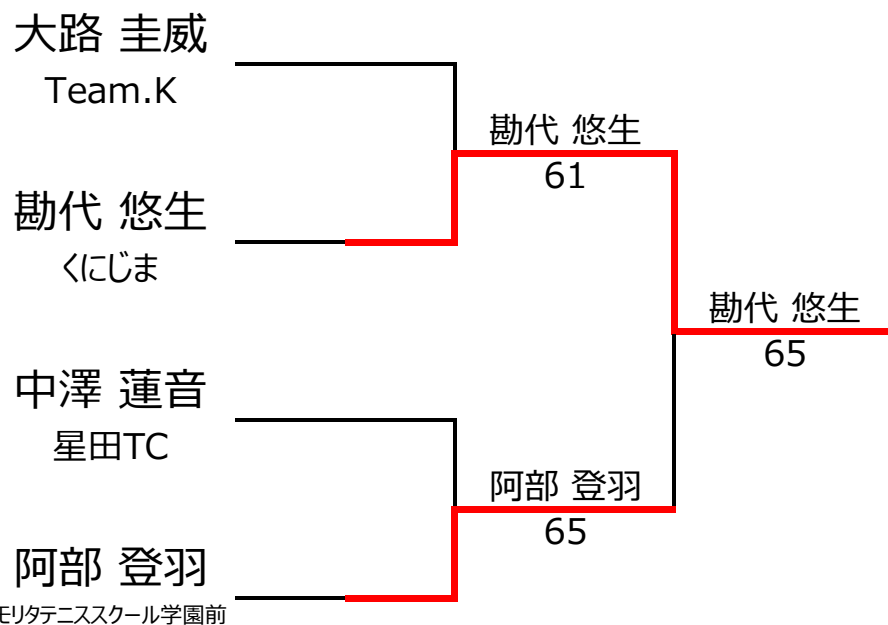 大路 圭威
Team.K
勘代 悠生
61
勘代 悠生
くにじま
勘代 悠生
65
中澤 蓮音
星田TC
阿部 登羽
65
阿部 登羽
モリタテニススクール学園前